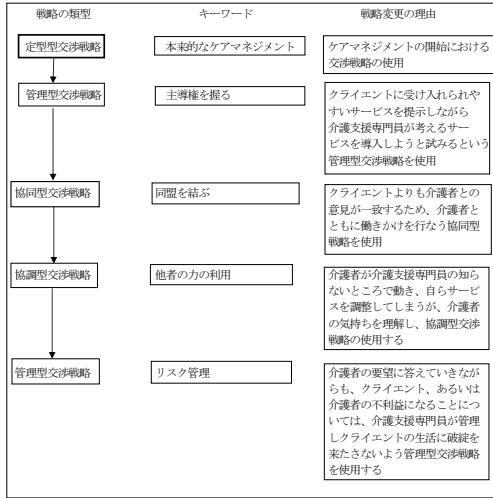 戦略の類型 キーワード 戦略変更の理由
定型型交渉戦略 本来的なケアマネジメント ケアマネジメントの開始における
交渉戦略の使用
管理型交渉戦略 主導権を握る クライエントに受け入れられや
すいサービスを提示しながら
介護支援専門員が考えるサー
ビスを導入しようと試みるという
管理型交渉戦略を使用
協同型交渉戦略 同盟を結ぶ クライエントよりも介護者との
意見が一致するため、介護者と
ともに働きかけを行なう協同型
戦略を使用
協調型交渉戦略 他者の力の利用 介護者が介護支援専門員の知ら
ないところで動き、自らサービ
スを調整してしまうが、介護者
の気持ちを理解し、協調型交渉
戦略の使用する
管理型交渉戦略 リスク管理 介護者の要望に答えていきなが
らも、クライエント、あるいは
介護者の不利益になることにつ
いては、介護支援専門員が管理
しクライエントの生活に破綻を
来たさないよう管理型交渉戦略
を使用する